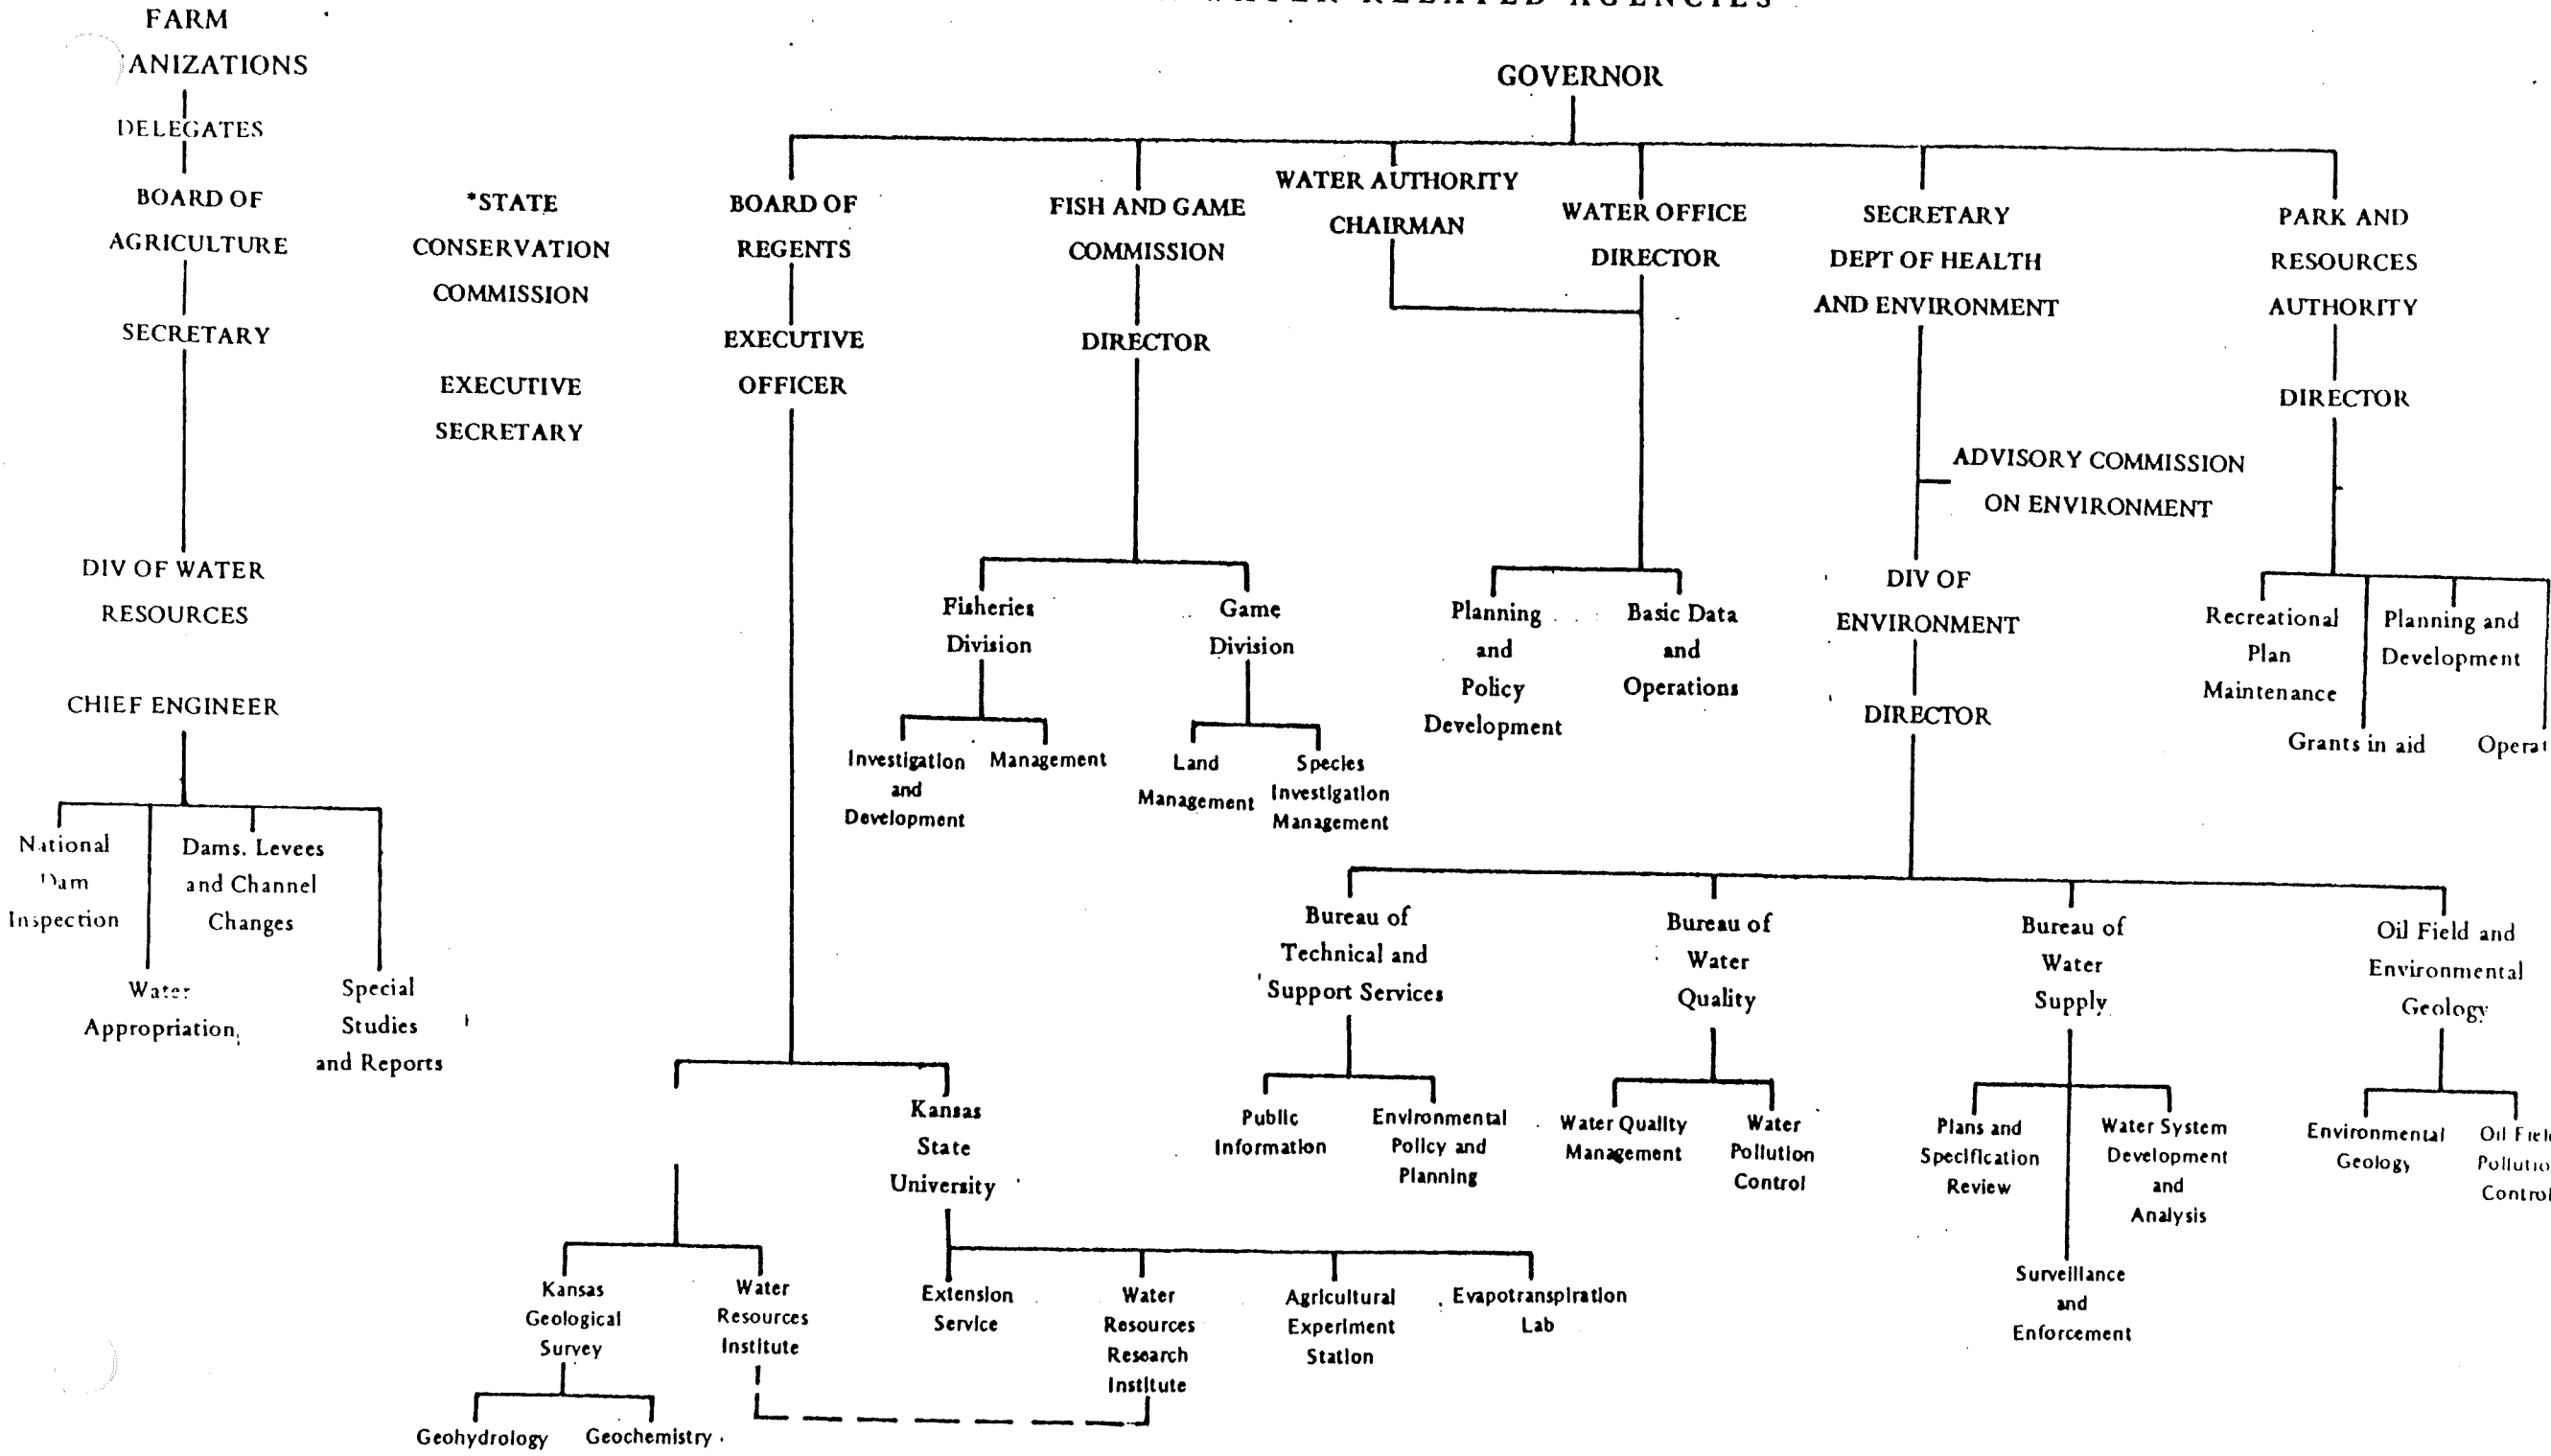 WATER RELATED AGENCIES
FARM
ANIZATIONS
DELEGATES
BOARD OF
AGRICULTURE
SECRETARY
DIV OF WATER
RESOURCES
CHIEF ENGINEER
National
Dam
Inspection
Dams. Levees
and Channel
Changes
Water
Appropriation
Special
Studies
and Reports
*STATE
CONSERVATION
COMMISSION
EXECUTIVE
SECRETARY
GOVERNOR
BOARD OF
REGENTS
EXECUTIVE
OFFICER
FISH AND GAME
COMMISSION
DIRECTOR
WATER AUTHORITY
CHAIRMAN
WATER OFFICE
DIRECTOR
SECRETARY
DEPT OF HEALTH
AND ENVIRONMENT
PARK AND
RESOURCES
AUTHORITY
DIRECTOR
ADVISORY COMMISSION
ON ENVIRONMENT
Fisheries
Division
Game
Division
Investigation
and
Development
Management
Land
Management
Species
Investigation
Management
Planning
and
Policy
Development
Basic Data
and
Operations
DIV OF
ENVIRONMENT
DIRECTOR
Recreational
Plan
Maintenance
Planning and
Development
Grants in aid
Operat
Bureau of
Technical and
Support Services
Bureau of
Water
Quality
Bureau of
Water
Supply
Oil Field and
Environmental
Geology
Public
Information
Environmental
Policy and
Planning
Water Quality
Management
Water
Pollution
Control
Plans and
Specification
Review
Water System
Development
and
Analysis
Surveillance
and
Enforcement
Environmental
Geology
Oil Field
Pollutio
Control
Kansas
State
University
Kansas
Geological
Survey
Water
Resources
Institute
Extension
Service
Water
Resources
Research
Institute
Agricultural
Experiment
Station
Evapotranspiration
Lab
Geohydrology
Geochemistry